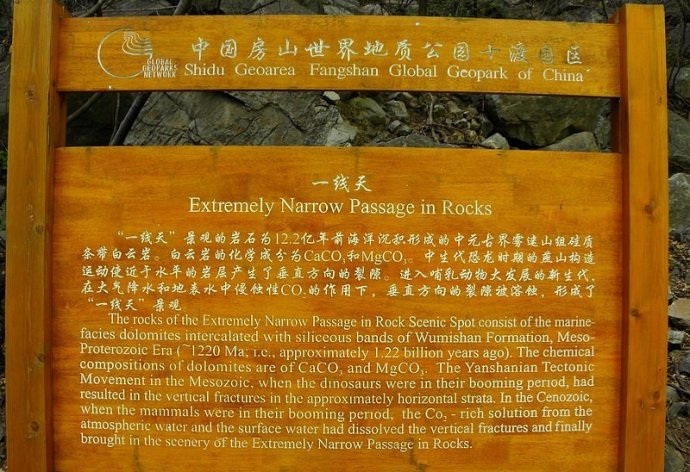 GLOBAL
GEOPARKS
NETWORK
中国房山世界地质公园十渡园区
Shidu Geoarea Fangshan Global Geopark of China
一线天
Extremely Narrow Passage in Rocks
“一线天”景观的岩石为12.2亿年前海洋沉积形成的中元古界雾迷山组硅质
条带白云岩。白云岩的化学成分为CaCO₃和MgCO₃。中生代恐龙时期的燕山构造
运动使近于水平的岩层产生了垂直方向的裂隙。进入哺乳动物大发展的新生代，
在大气降水和地表水中侵蚀性CO₂的作用下，垂直方向的裂隙被溶蚀，形成了
“一线天”景观
The rocks of the Extremely Narrow Passage in Rock Scenic Spot consist of the marine-
facies dolomites intercalated with siliceous bands of Wumishan Formation, Meso-
Proterozoic Era (~1220 Ma, i.e., approximately 1.22 billion years ago). The chemical
compositions of dolomites are of CaCO₃ and MgCO₃. The Yanshanian Tectonic
Movement in the Mesozoic, when the dinosaurs were in their booming period, had
resulted in the vertical fractures in the approximately horizontal strata. In the Cenozoic,
when the mammals were in their booming period, the Co₂ - rich solution from the
atmospheric water and the surface water had dissolved the vertical fractures and finally
brought in the scenery of the Extremely Narrow Passage in Rocks.